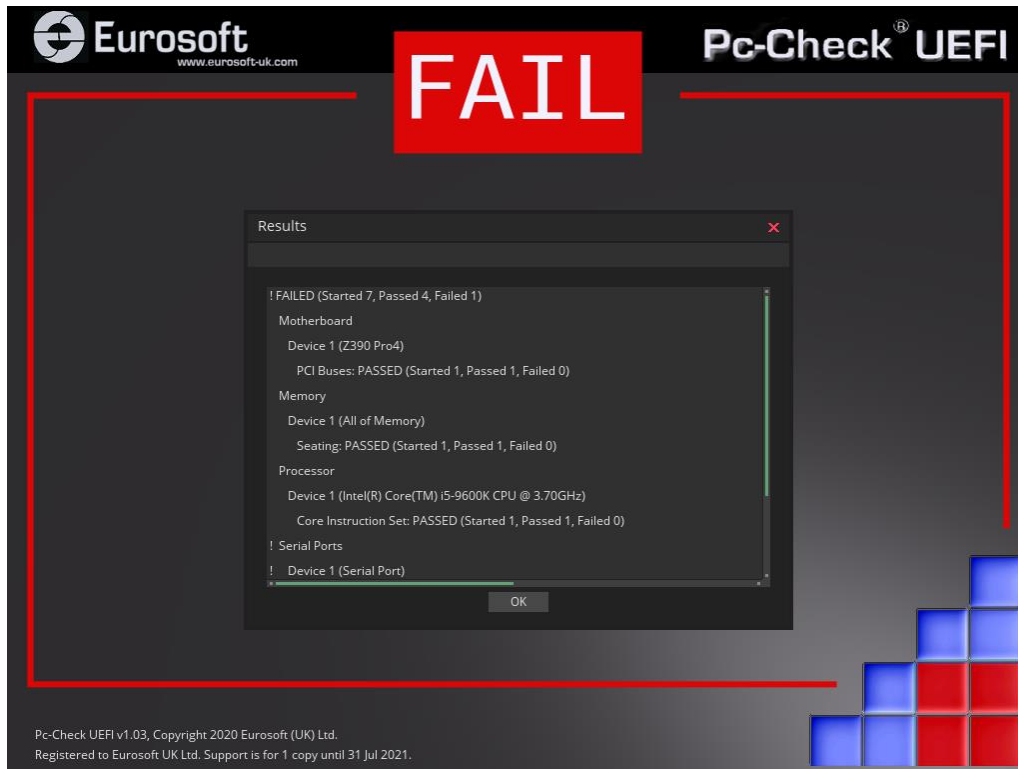 Eurosoft
www.eurosoft-uk.com
FAIL
Pc-Check® UEFI
Results
! FAILED (Started 7, Passed 4, Failed 1)
Motherboard
Device 1 (Z390 Pro4)
PCI Buses: PASSED (Started 1, Passed 1, Failed 0)
Memory
Device 1 (All of Memory)
Seating: PASSED (Started 1, Passed 1, Failed 0)
Processor
Device 1 (Intel(R) Core(TM) i5-9600K CPU @ 3.70GHz)
Core Instruction Set: PASSED (Started 1, Passed 1, Failed 0)
! Serial Ports
! Device 1 (Serial Port)
OK
Pc-Check UEFI v1.03, Copyright 2020 Eurosoft (UK) Ltd.
Registered to Eurosoft UK Ltd. Support is for 1 copy until 31 Jul 2021.